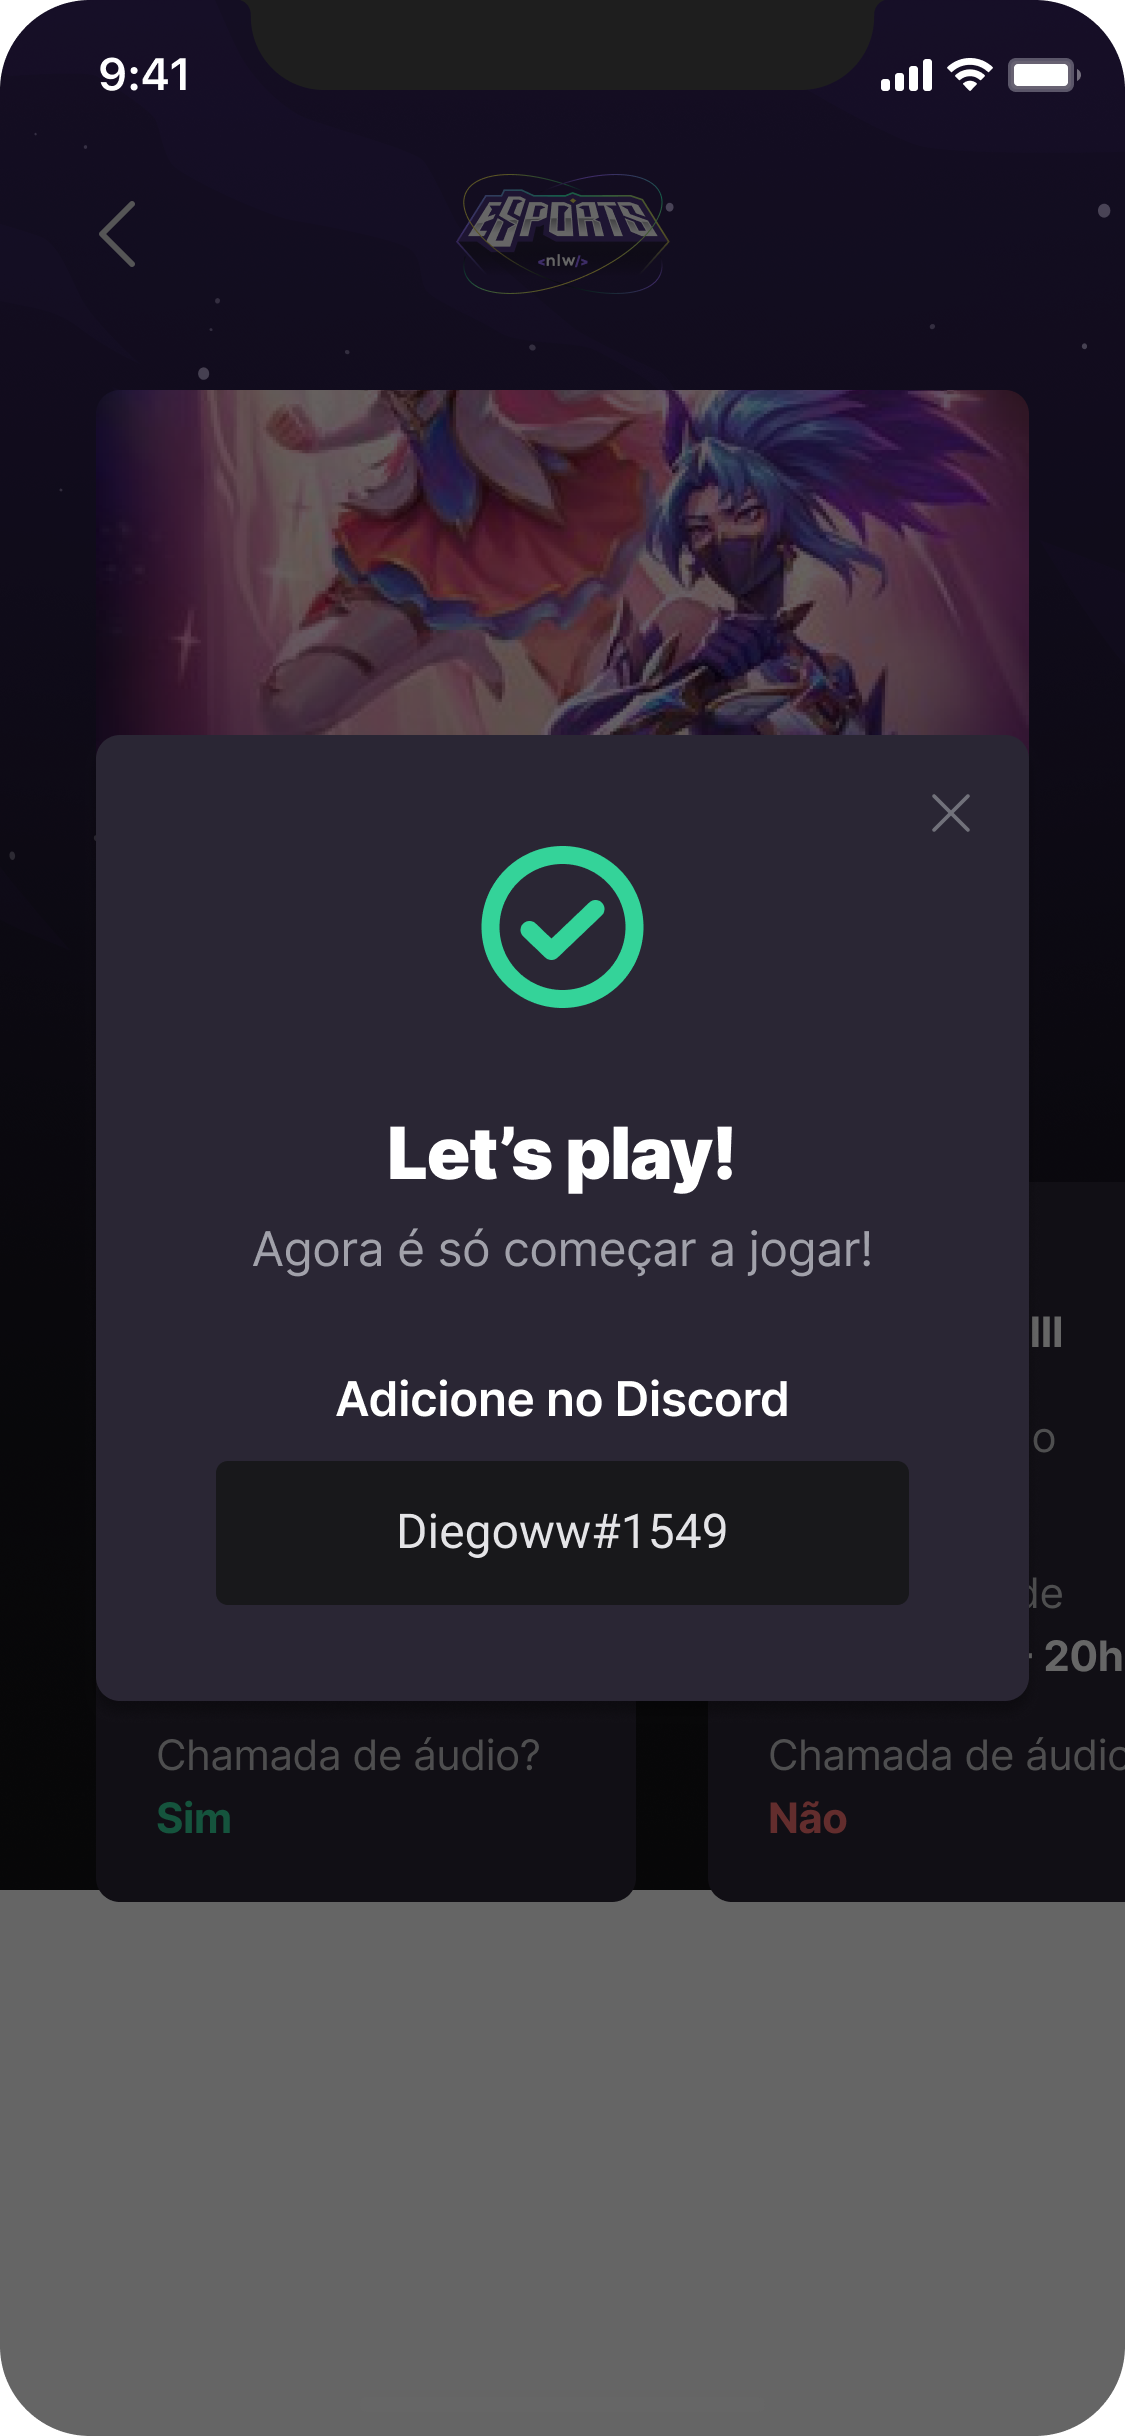 9:41
ESPORTS
<nlw/>
Let’s play!
Agora é só começar a jogar!
Adicione no Discord
Diegoww#1549
III
o
de
- 20h
Chamada de áudio?
Sim
Chamada de áudio
Não